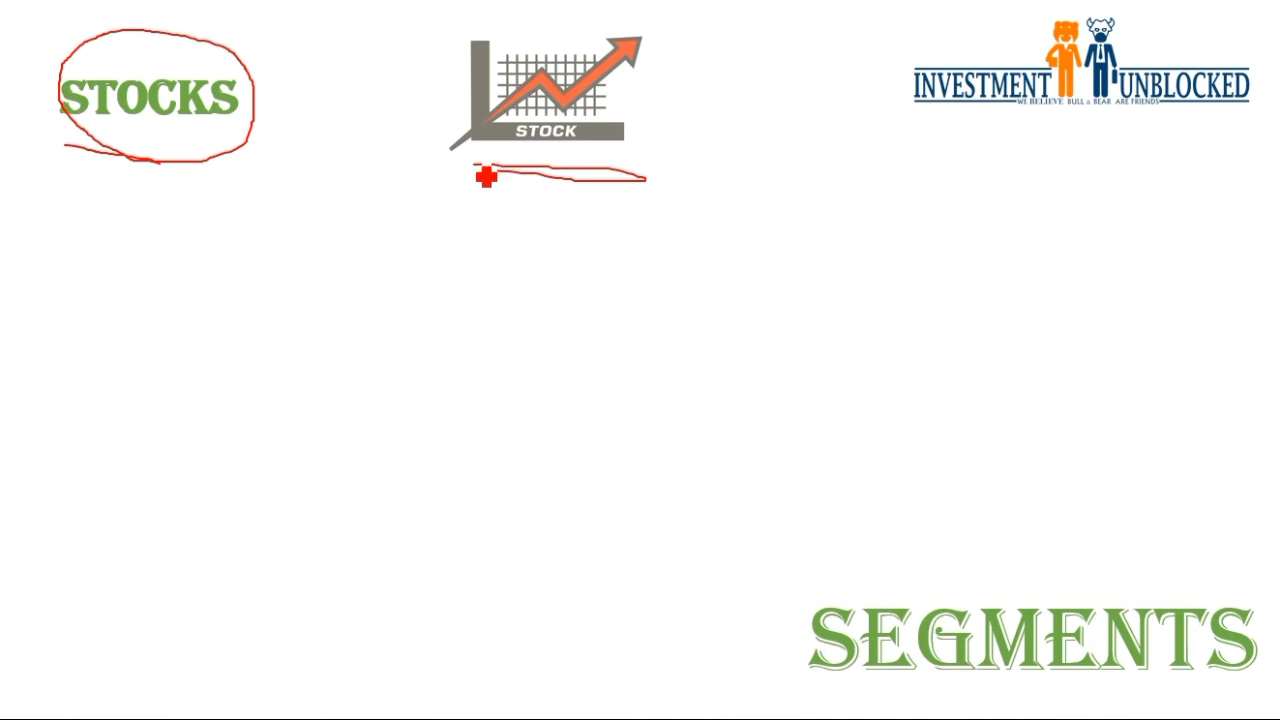 STOCKS
STOCK
INVESTMENT UNBLOCKED
WE BELIEVE BULL & BEAR ARE FRIENDS
SEGMENTS